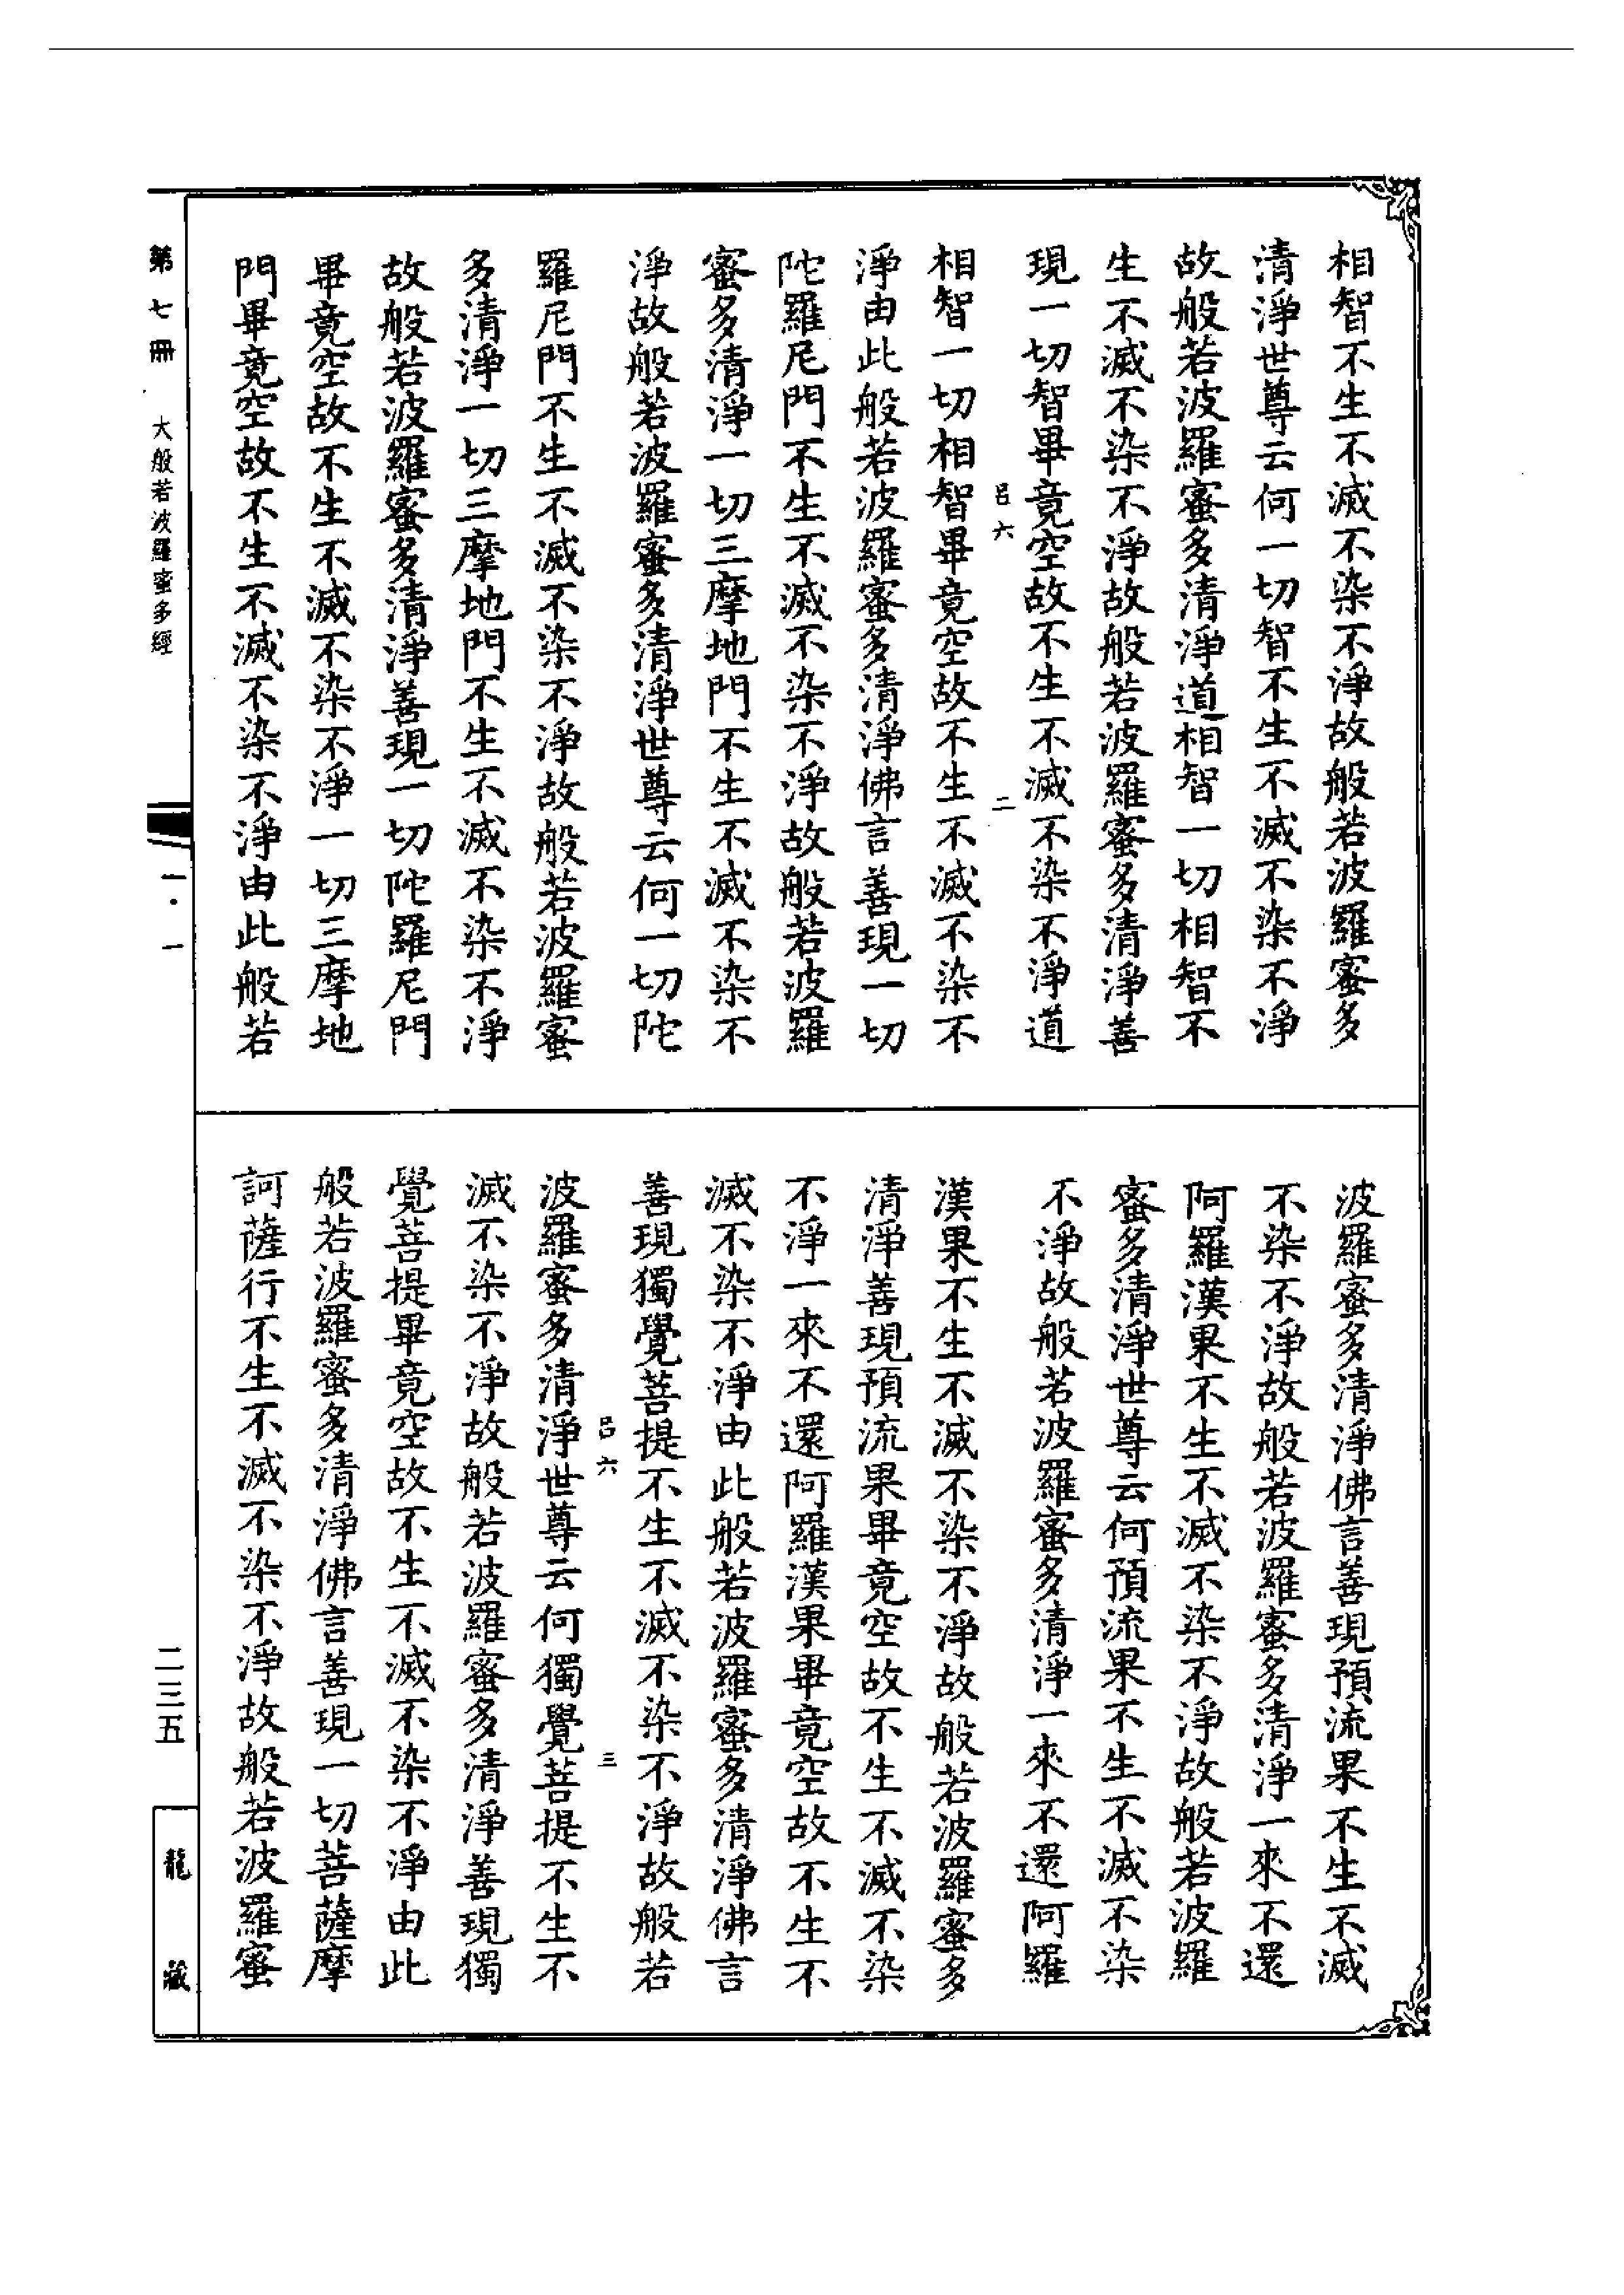 相智不生不滅不染不淨故般若波羅蜜多
清淨世尊云何一切智不生不滅不染不淨
故般若波羅蜜多清淨道相智一切相智不
生不滅不染不淨故般若波羅蜜多清淨善
現一切智畢竟空故不生不滅不染不淨道
呂六 二
相智一切相智畢竟空故不生不滅不染不
淨由此般若波羅蜜多清淨佛言善現一切
陀羅尼門不生不滅不染不淨故般若波羅
蜜多清淨一切三摩地門不生不滅不染不
淨故般若波羅蜜多清淨世尊云何一切陀
羅尼門不生不滅不染不淨故般若波羅蜜
多清淨一切三摩地門不生不滅不染不淨
故般若波羅蜜多清淨善現一切陀羅尼門
畢竟空故不生不滅不染不淨一切三摩地
門畢竟空故不生不滅不染不淨由此般若
波羅蜜多清淨佛言善現預流果不生不滅
不染不淨故般若波羅蜜多清淨一來不還
阿羅漢果不生不滅不染不淨故般若波羅
蜜多清淨世尊云何預流果不生不滅不染
不淨故般若波羅蜜多清淨一來不還阿羅
漢果不生不滅不染不淨故般若波羅蜜多
清淨善現預流果畢竟空故不生不滅不染
不淨一來不還阿羅漢果畢竟空故不生不
滅不染不淨由此般若波羅蜜多清淨佛言
善現獨覺菩提不生不滅不染不淨故般若
呂六 三
波羅蜜多清淨世尊云何獨覺菩提不生不
滅不染不淨故般若波羅蜜多清淨善現獨
覺菩提畢竟空故不生不滅不染不淨由此
般若波羅蜜多清淨佛言善現一切菩薩摩
訶薩行不生不滅不染不淨故般若波羅蜜
第七冊 大般若波羅蜜多經 一·一 二三五 龍藏